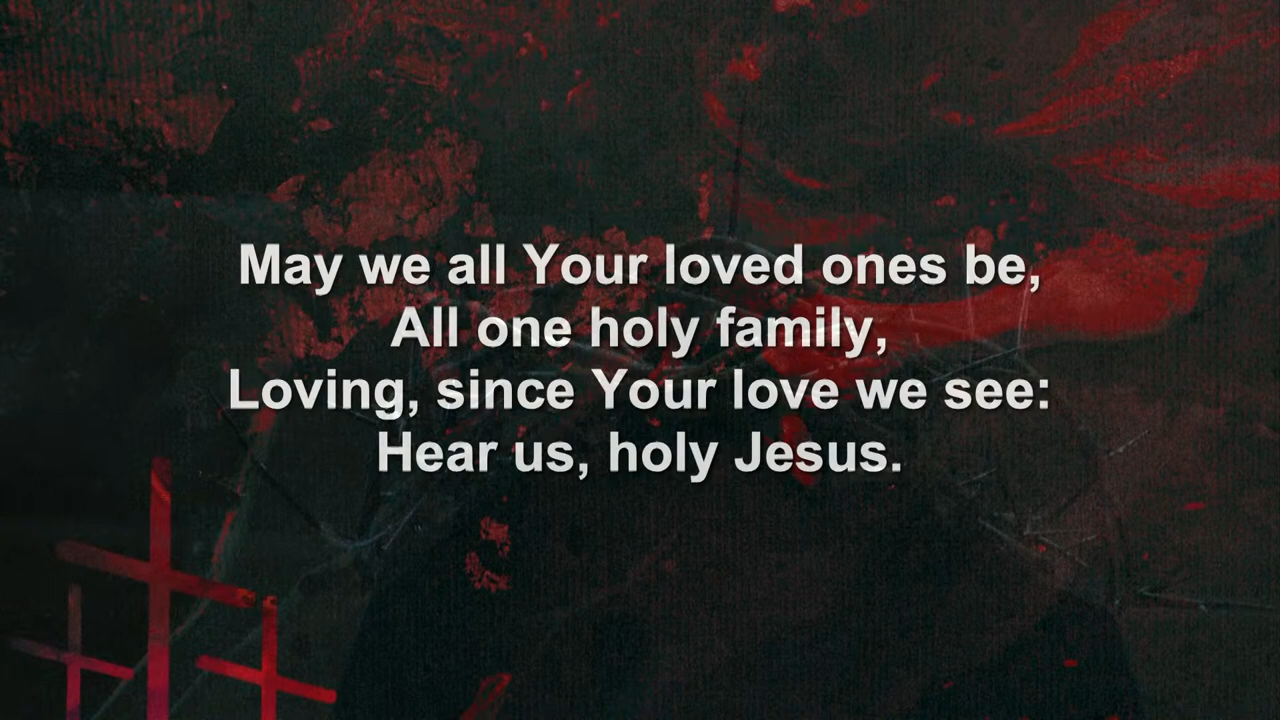 May we all Your loved ones be,
All one holy family,
Loving, since Your love we see:
Hear us, holy Jesus.